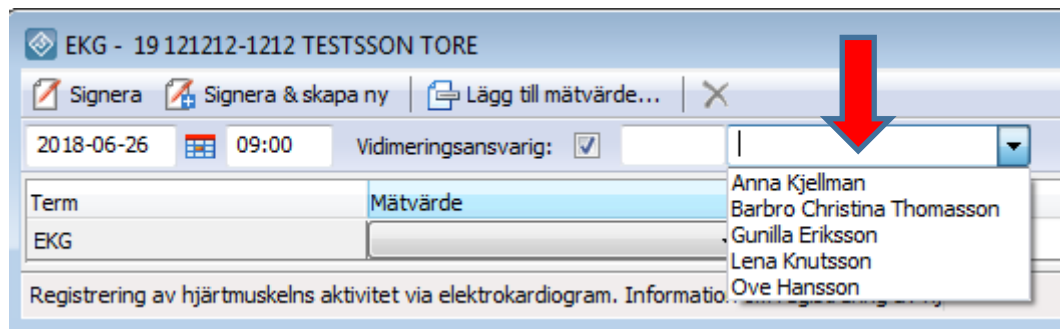 EKG - 19 121212-1212 TESTSSON TORE
Signera Signera & skapa ny Lägg till mätvärde...
2018-06-26 09:00 Vidimeringsansvarig:
Anna Kjellman
Barbro Christina Thomasson
Gunilla Eriksson
Lena Knutsson
Ove Hansson
Term Mätvärde
EKG
Registrering av hjärtmuskelns aktivitet via elektrokardiogram. Information